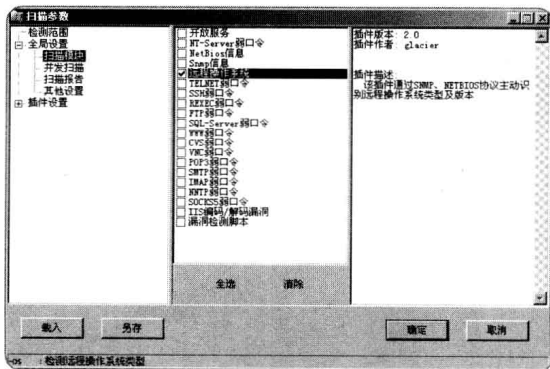 扫描参数
检测范围
全局设置
扫描模块
并发扫描
扫描报告
其他设置
插件设置
开放服务
NT-Server弱口令
NetBios信息
Snmp信息
远程操作系统
TELNET弱口令
SSH弱口令
REXEC弱口令
FTP弱口令
SQL-Server弱口令
WWW弱口令
CVS弱口令
VNC弱口令
POP3弱口令
SMTP弱口令
IMAP弱口令
NNTP弱口令
SOCKS5弱口令
IIS编码/解码漏洞
漏洞检测脚本
全选 清除
插件版本: 2.0
插件作者: glacier
插件描述:
该插件通过SNMP、NETBIOS协议主动识
别远程操作系统类型及版本
载入 另存 确定 取消
-os : 检测远程操作系统类型